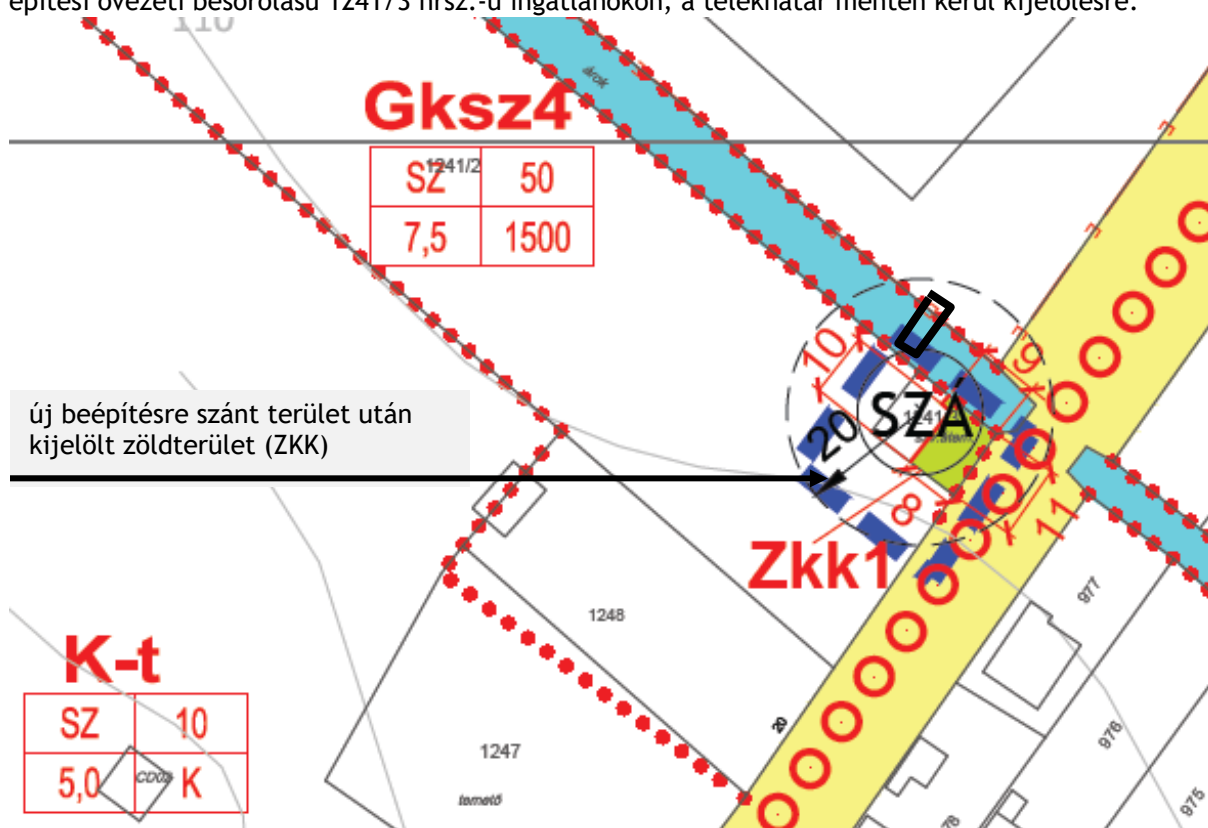 építési övezeti besorolású 1241/3 hrsz.-ú ingatlanokon, a telekhatár mentén kerül kijelölésre.
110
árok
Gksz4
SZ 1241/2 50
7,5 1500
10
9
SZÁ
20
új beépítésre szánt terület után
kijelölt zöldterület (ZKK)
8
11
Zkk1
977
1248
K-t
SZ 10
5,0 K
20
976
1247
temető
975